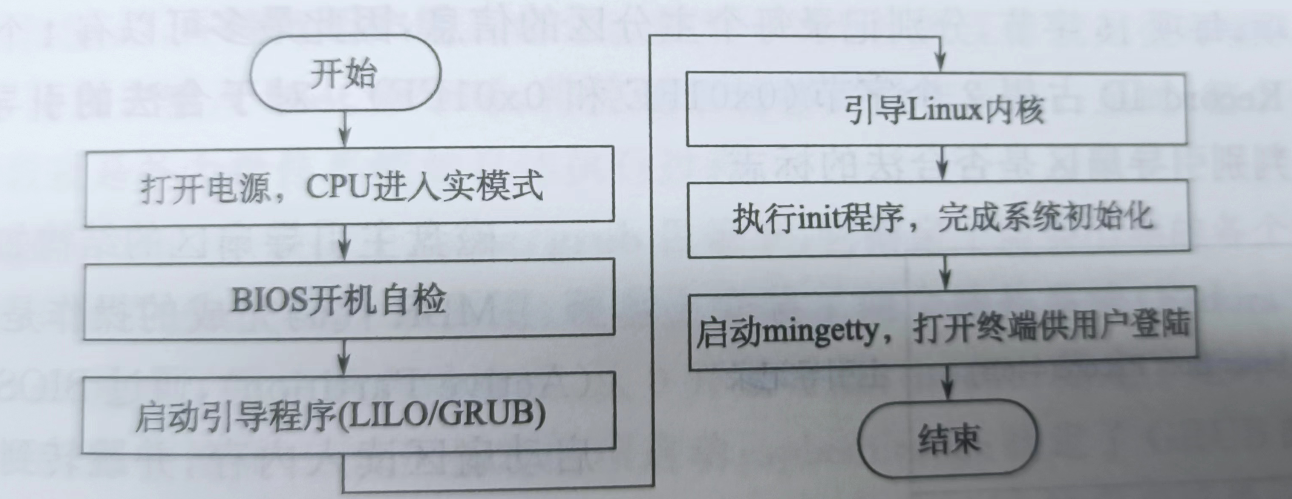 开始
打开电源，CPU进入实模式
BIOS开机自检
启动引导程序(LILO/GRUB)
引导Linux内核
执行init程序，完成系统初始化
启动mingetty，打开终端供用户登陆
结束